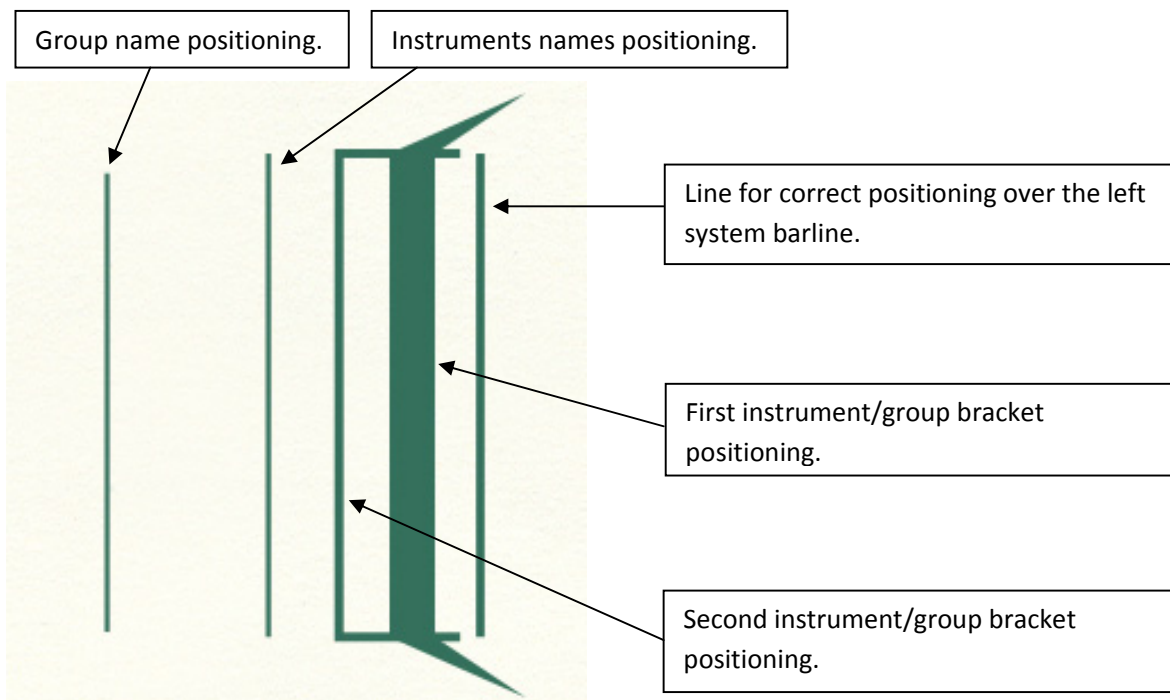 Group name positioning.
Instruments names positioning.
Line for correct positioning over the left
system barline.
First instrument/group bracket
positioning.
Second instrument/group bracket
positioning.